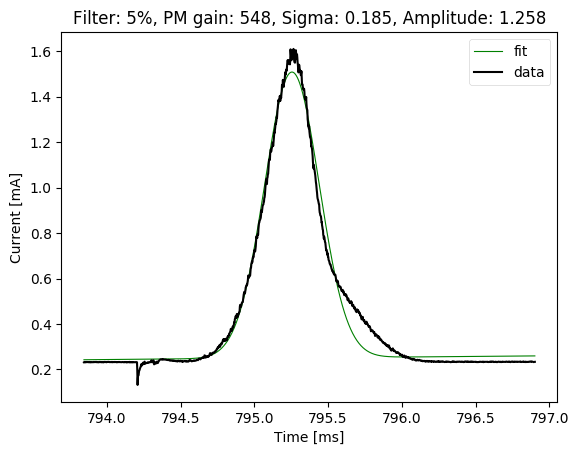 Filter: 5%, PM gain: 548, Sigma: 0.185, Amplitude: 1.258
fit
data
Current [mA]
1.6
1.4
1.2
1.0
0.8
0.6
0.4
0.2
794.0 794.5 795.0 795.5 796.0 796.5 797.0
Time [ms]